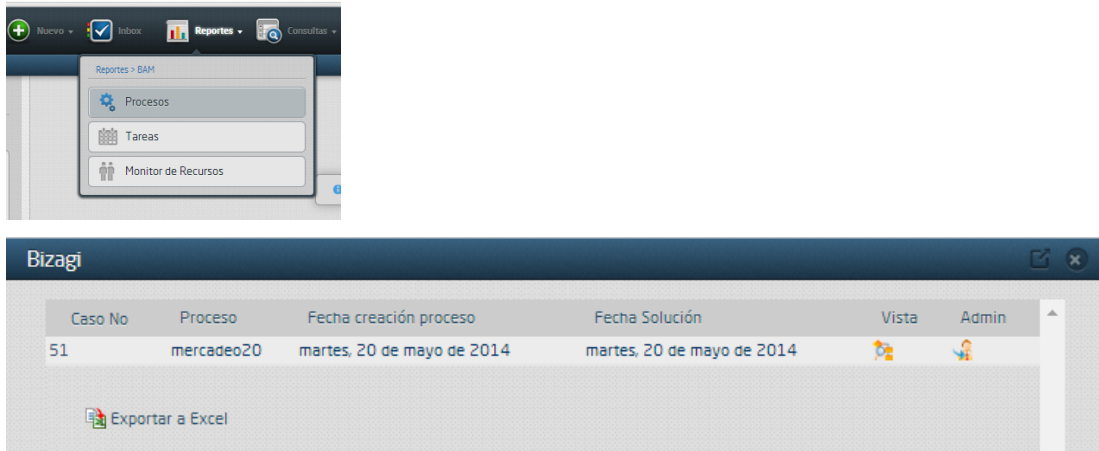 Nuevo Inbox Reportes Consultas
Reportes > BAM
Procesos
Tareas
Monitor de Recursos
Bizagi
Caso No Proceso Fecha creación proceso Fecha Solución Vista Admin
51 mercadeo20 martes, 20 de mayo de 2014 martes, 20 de mayo de 2014
Exportar a Excel